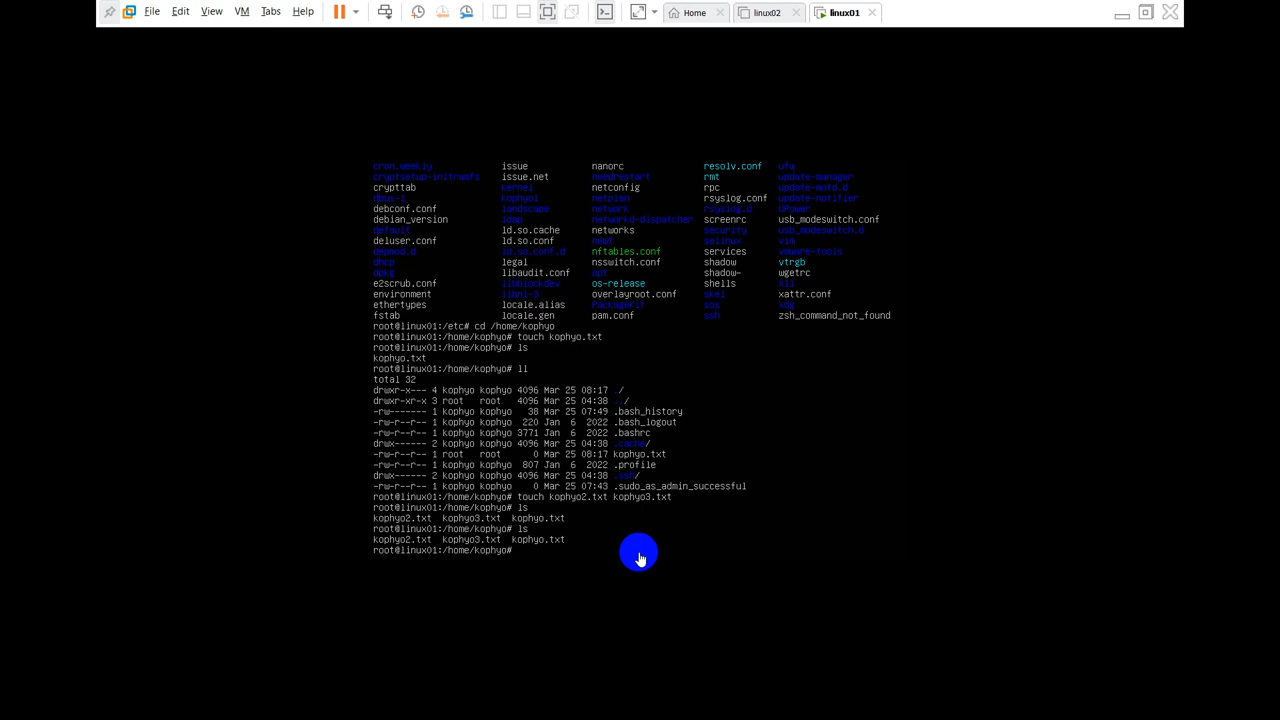 File Edit View VM Tabs Help Home linux02 linux01
cron.weekly issue nanorc resolv.conf ufw
cryptsetup-initramfs issue.net needrestart rmt update-manager
crypttab kernel netconfig rpc update-motd.d
dbus-1 kophyo1 netplan rsyslog.conf update-notifier
debconf.conf landscape network rsyslog.d UPower
debian_version ldap networkd-dispatcher screenrc usb_modeswitch.conf
default ld.so.cache networks security usb_modeswitch.d
deluser.conf ld.so.conf newt selinux vim
depmod.d ld.so.conf.d nftables.conf services vmware-tools
dhcp legal nsswitch.conf shadow vtrgb
dpkg libaudit.conf opt shadow- wgetrc
e2scrub.conf libblockdev os-release shells X11
environment libnl-3 overlayroot.conf skel xattr.conf
ethertypes locale.alias PackageKit sos xdg
fstab locale.gen pam.conf ssh zsh_command_not_found
root@linux01:/etc# cd /home/kophyo
root@linux01:/home/kophyo# touch kophyo.txt
root@linux01:/home/kophyo# ls
kophyo.txt
root@linux01:/home/kophyo# ll
total 32
drwxr-x--- 4 kophyo kophyo 4096 Mar 25 08:17 ./
drwxr-xr-x 3 root root 4096 Mar 25 04:38 ../
-rw------- 1 kophyo kophyo 38 Mar 25 07:49 .bash_history
-rw-r--r-- 1 kophyo kophyo 220 Jan 6 2022 .bash_logout
-rw-r--r-- 1 kophyo kophyo 3771 Jan 6 2022 .bashrc
drwx------ 2 kophyo kophyo 4096 Mar 25 04:38 .cache/
-rw-r--r-- 1 root root 0 Mar 25 08:17 kophyo.txt
-rw-r--r-- 1 kophyo kophyo 807 Jan 6 2022 .profile
drwx------ 2 kophyo kophyo 4096 Mar 25 04:38 .ssh/
-rw-r--r-- 1 kophyo kophyo 0 Mar 25 07:43 .sudo_as_admin_successful
root@linux01:/home/kophyo# touch kophyo2.txt kophyo3.txt
root@linux01:/home/kophyo# ls
kophyo2.txt kophyo3.txt kophyo.txt
root@linux01:/home/kophyo# ls
kophyo2.txt kophyo3.txt kophyo.txt
root@linux01:/home/kophyo#